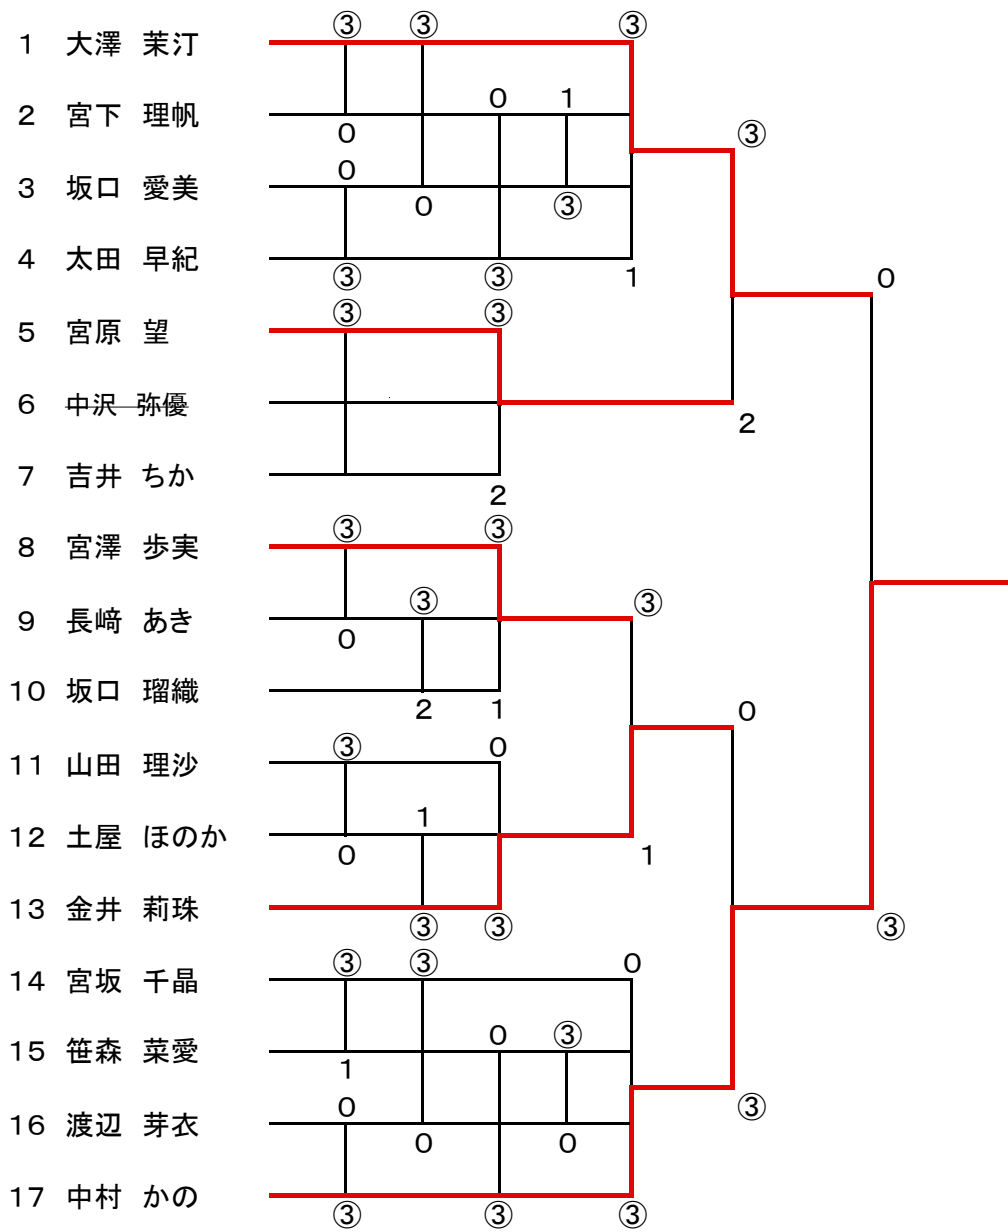 ③ ③ ③
1 大澤 茉汀
0 1
2 宮下 理帆
0 ③
0
3 坂口 愛美
0 ③
4 太田 早紀
③ ③ 1 0
③ ③
5 宮原 望
6 中沢 弥優
2
7 吉井 ちか
2
③ ③
8 宮澤 歩実
③ ③
9 長﨑 あき
0
10 坂口 瑠織
2 1 0
③ 0
11 山田 理沙
1
12 土屋 ほのか
0 1
13 金井 莉珠
③ ③ ③
③ ③ 0
14 宮坂 千晶
0 ③
15 笹森 菜愛
1
0 ③
16 渡辺 芽衣
0 0
17 中村 かの
③ ③ ③